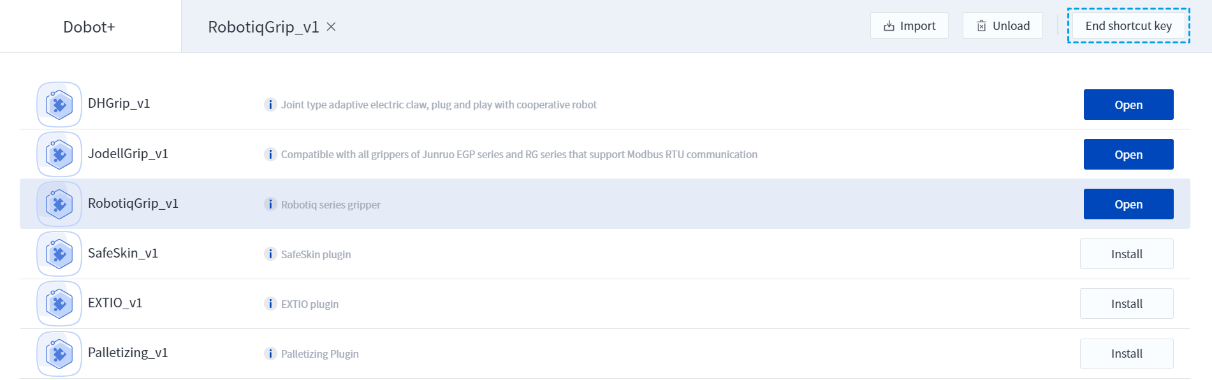 Dobot+ RobotiqGrip_v1 Import Unload End shortcut key
DHGrip_v1 Joint type adaptive electric claw, plug and play with cooperative robot Open
JodellGrip_v1 Compatible with all grippers of Junruo EGP series and RG series that support Modbus RTU communication Open
RobotiqGrip_v1 Robotiq series gripper Open
SafeSkin_v1 SafeSkin plugin Install
EXTIO_v1 EXTIO plugin Install
Palletizing_v1 Palletizing Plugin Install